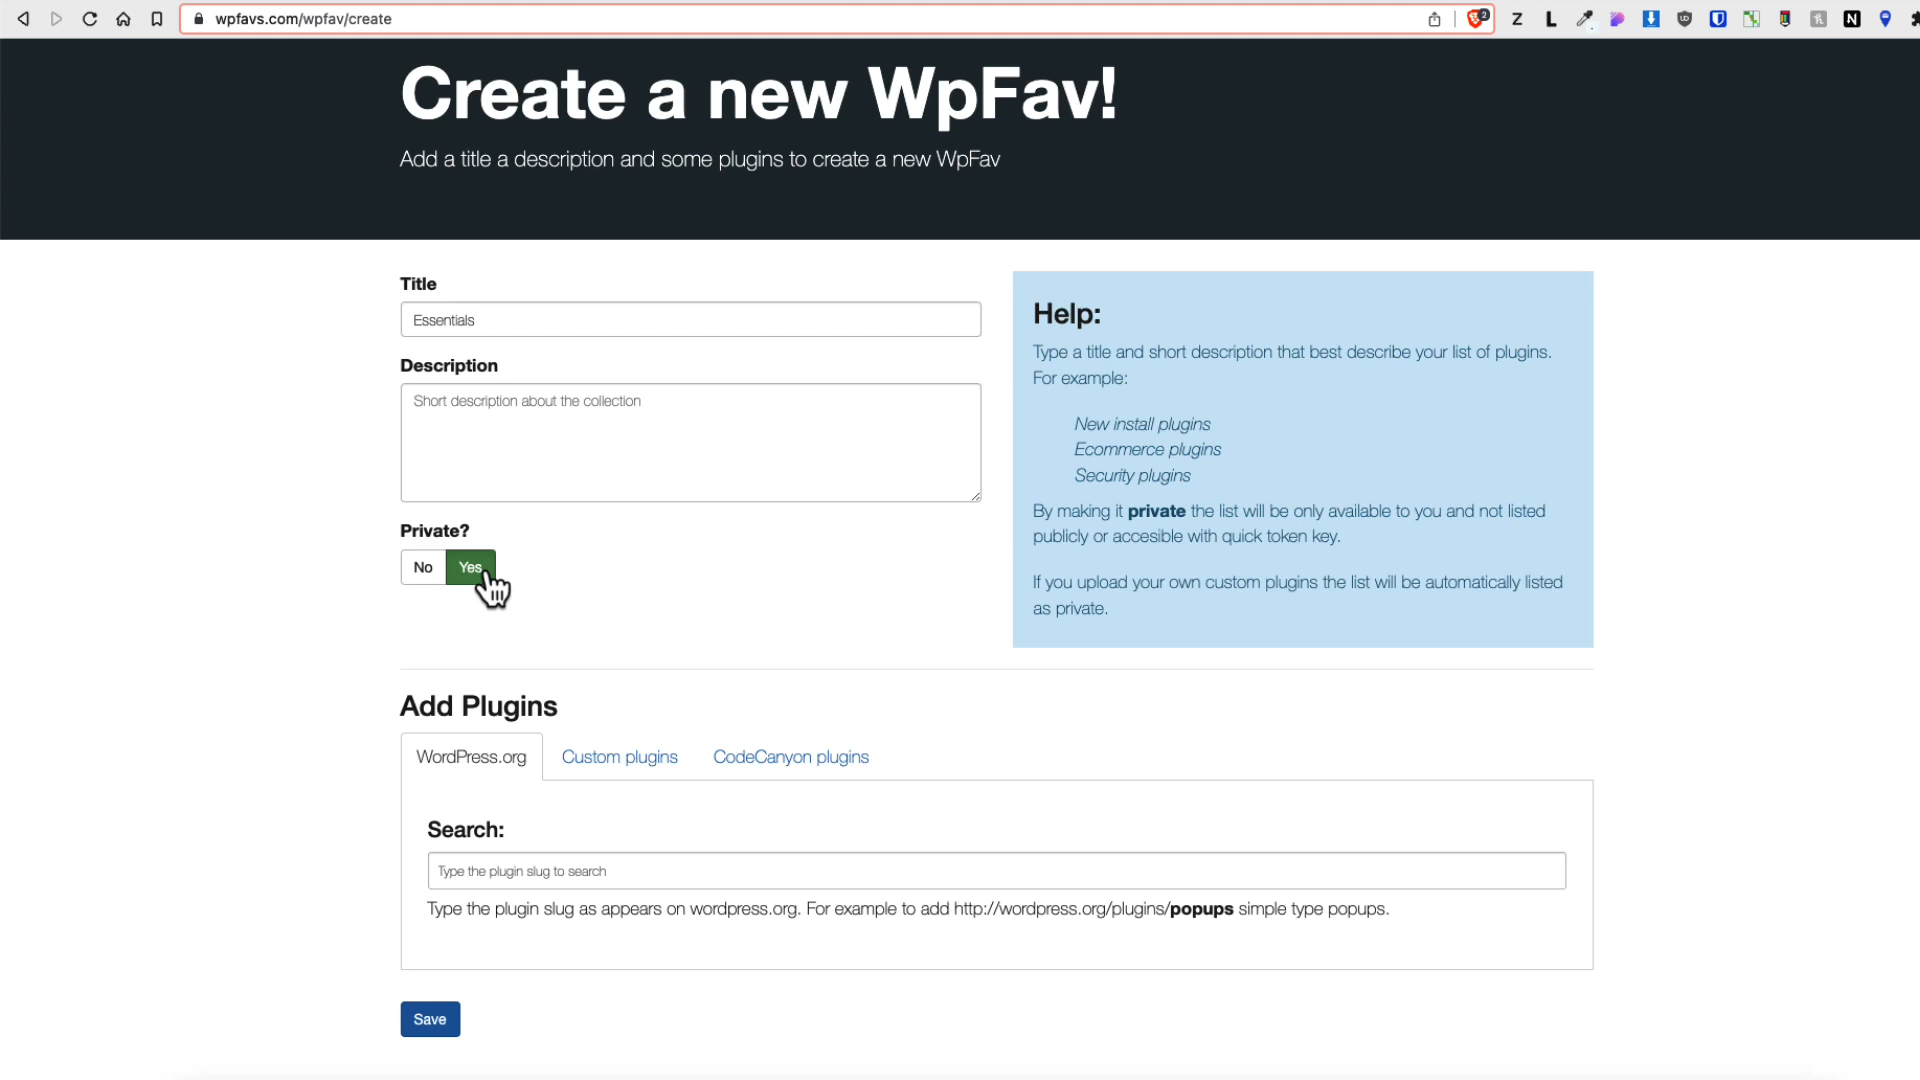 wpfavs.com/wpfav/create
2
Create a new WpFav!
Add a title a description and some plugins to create a new WpFav
Title
Essentials
Description
Short description about the collection
Private?
No
Yes
Help:
Type a title and short description that best describe your list of plugins.
For example:
New install plugins
Ecommerce plugins
Security plugins
By making it private the list will be only available to you and not listed
publicly or accesible with quick token key.
If you upload your own custom plugins the list will be automatically listed
as private.
Add Plugins
WordPress.org
Custom plugins
CodeCanyon plugins
Search:
Type the plugin slug to search
Type the plugin slug as appears on wordpress.org. For example to add http://wordpress.org/plugins/popups simple type popups.
Save